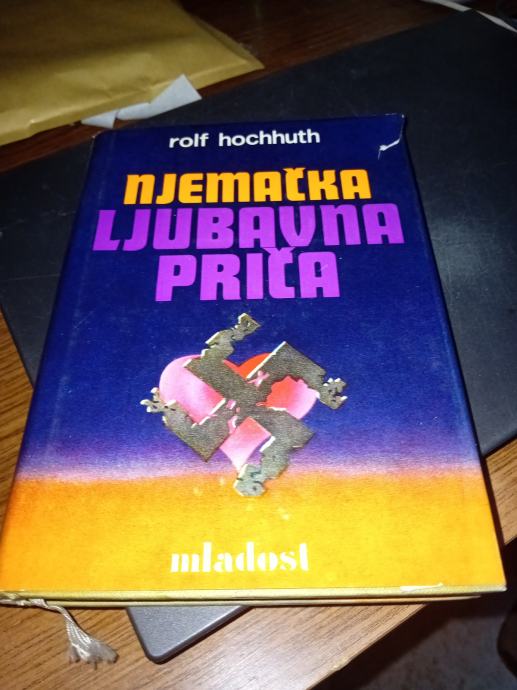 rolf hochhuth
NJEMAČKA
LJUBAVNA
PRIČA
mladost